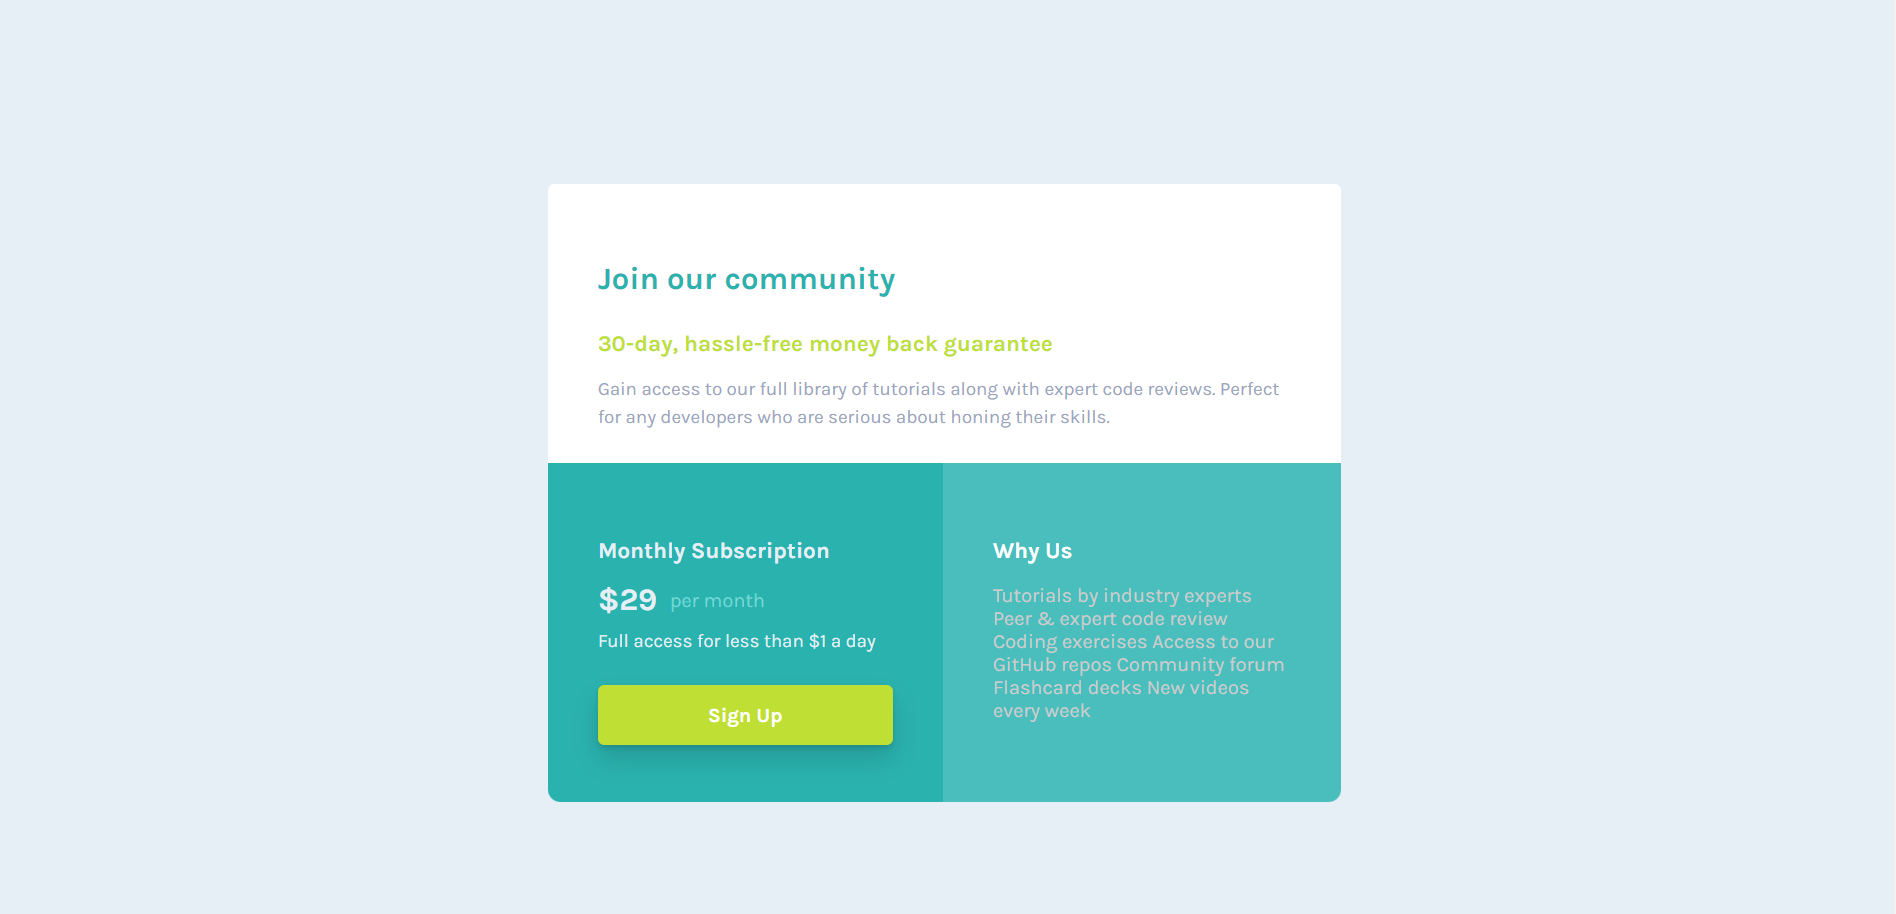 Join our community
30-day, hassle-free money back guarantee
Gain access to our full library of tutorials along with expert code reviews. Perfect
for any developers who are serious about honing their skills.
Monthly Subscription
$29 per month
Full access for less than $1 a day
Sign Up
Why Us
Tutorials by industry experts
Peer & expert code review
Coding exercises Access to our
GitHub repos Community forum
Flashcard decks New videos
every week